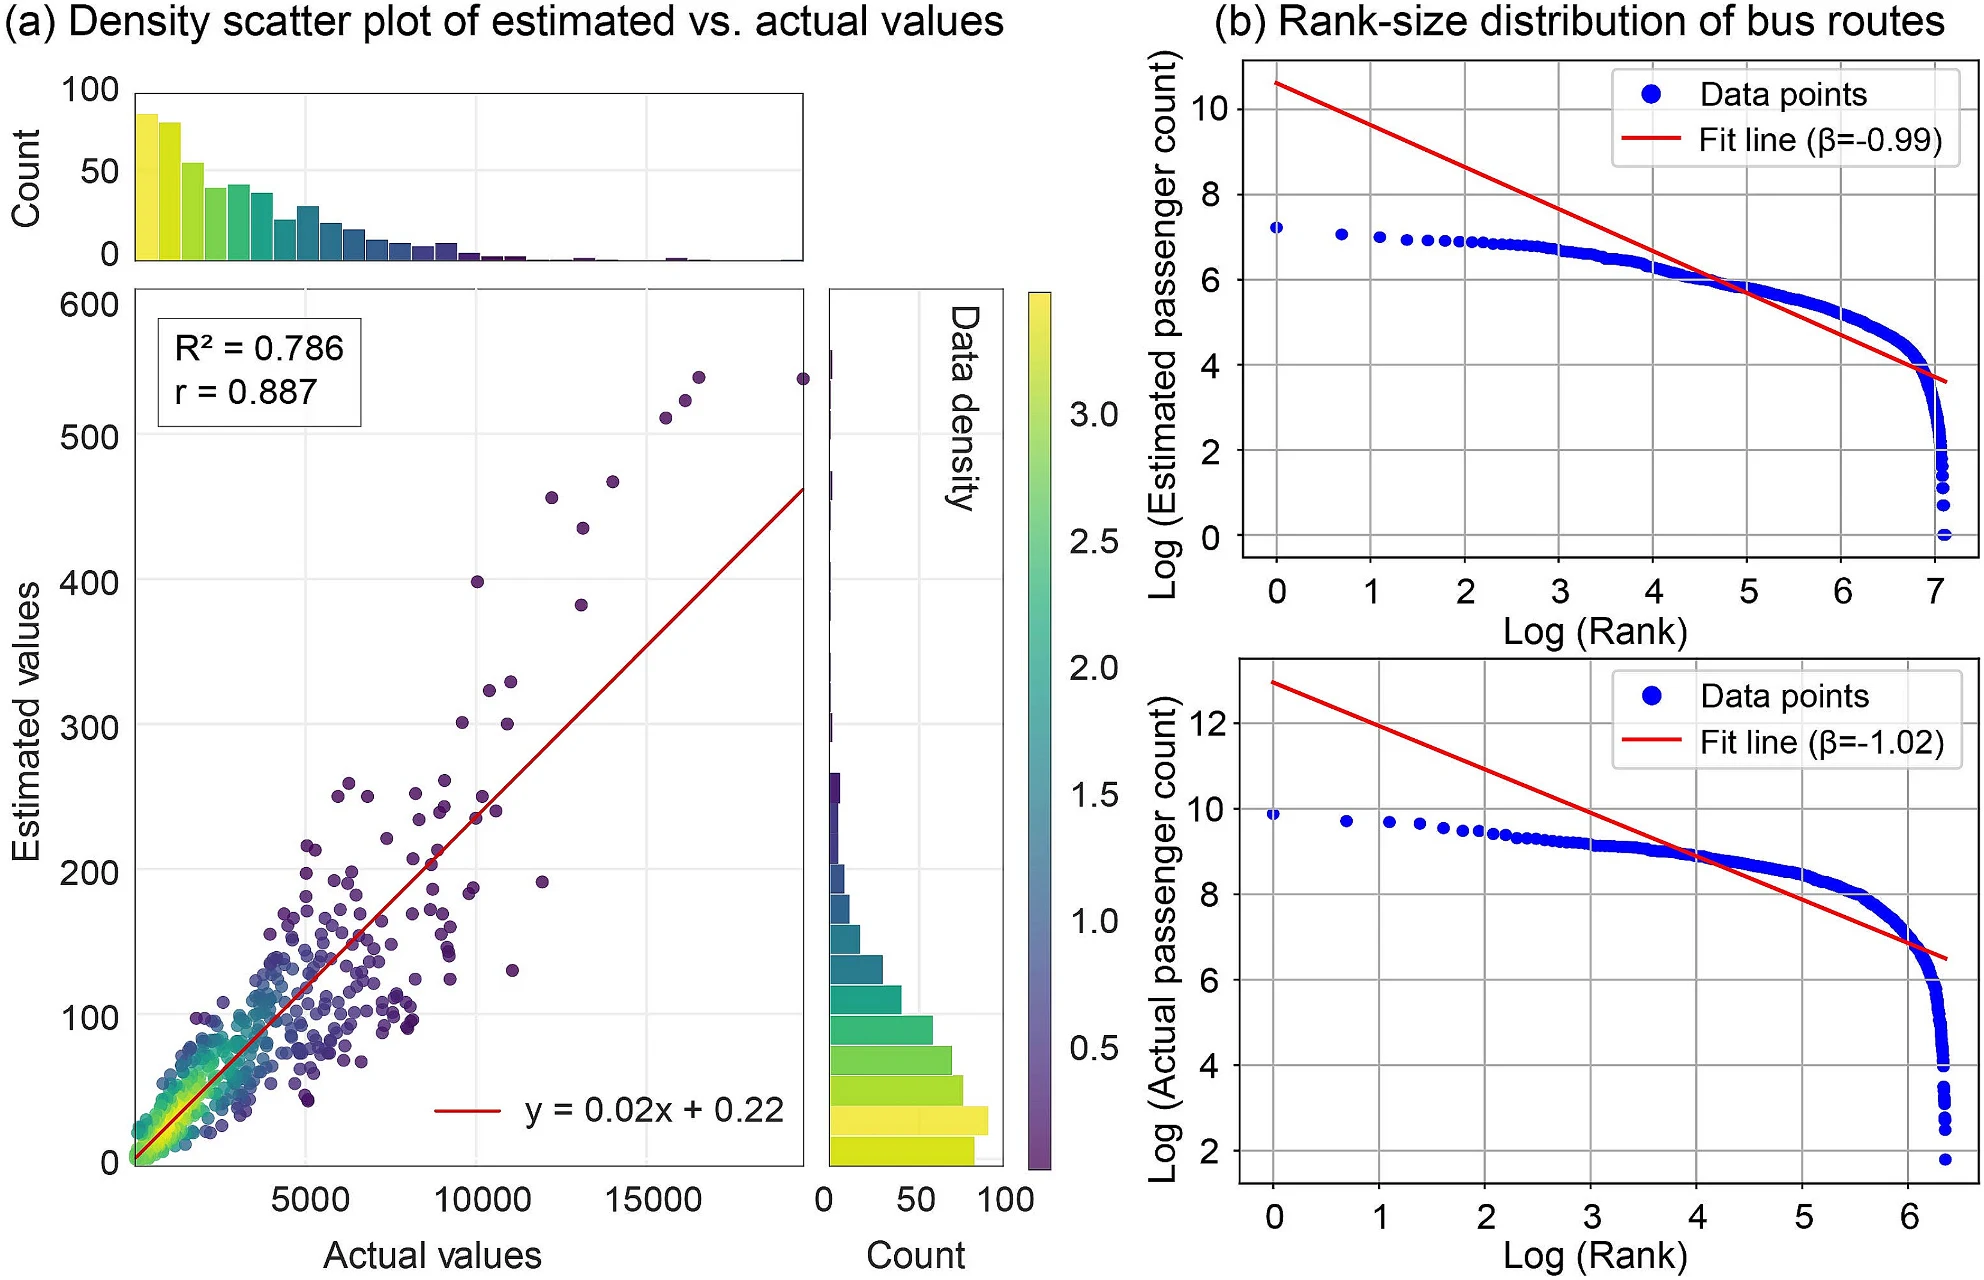 (a) Density scatter plot of estimated vs. actual values
100
50
0
Count
600
500
400
300
200
100
0
Estimated values
R² = 0.786
r = 0.887
y = 0.02x + 0.22
5000 10000 15000
Actual values
Data density
0 50 100
Count
3.0
2.5
2.0
1.5
1.0
0.5
(b) Rank-size distribution of bus routes
Log (Estimated passenger count)
10
8
6
4
2
0
Data points
Fit line (β=-0.99)
0 1 2 3 4 5 6 7
Log (Rank)
Log (Actual passenger count)
12
10
8
6
4
2
Data points
Fit line (β=-1.02)
0 1 2 3 4 5 6
Log (Rank)